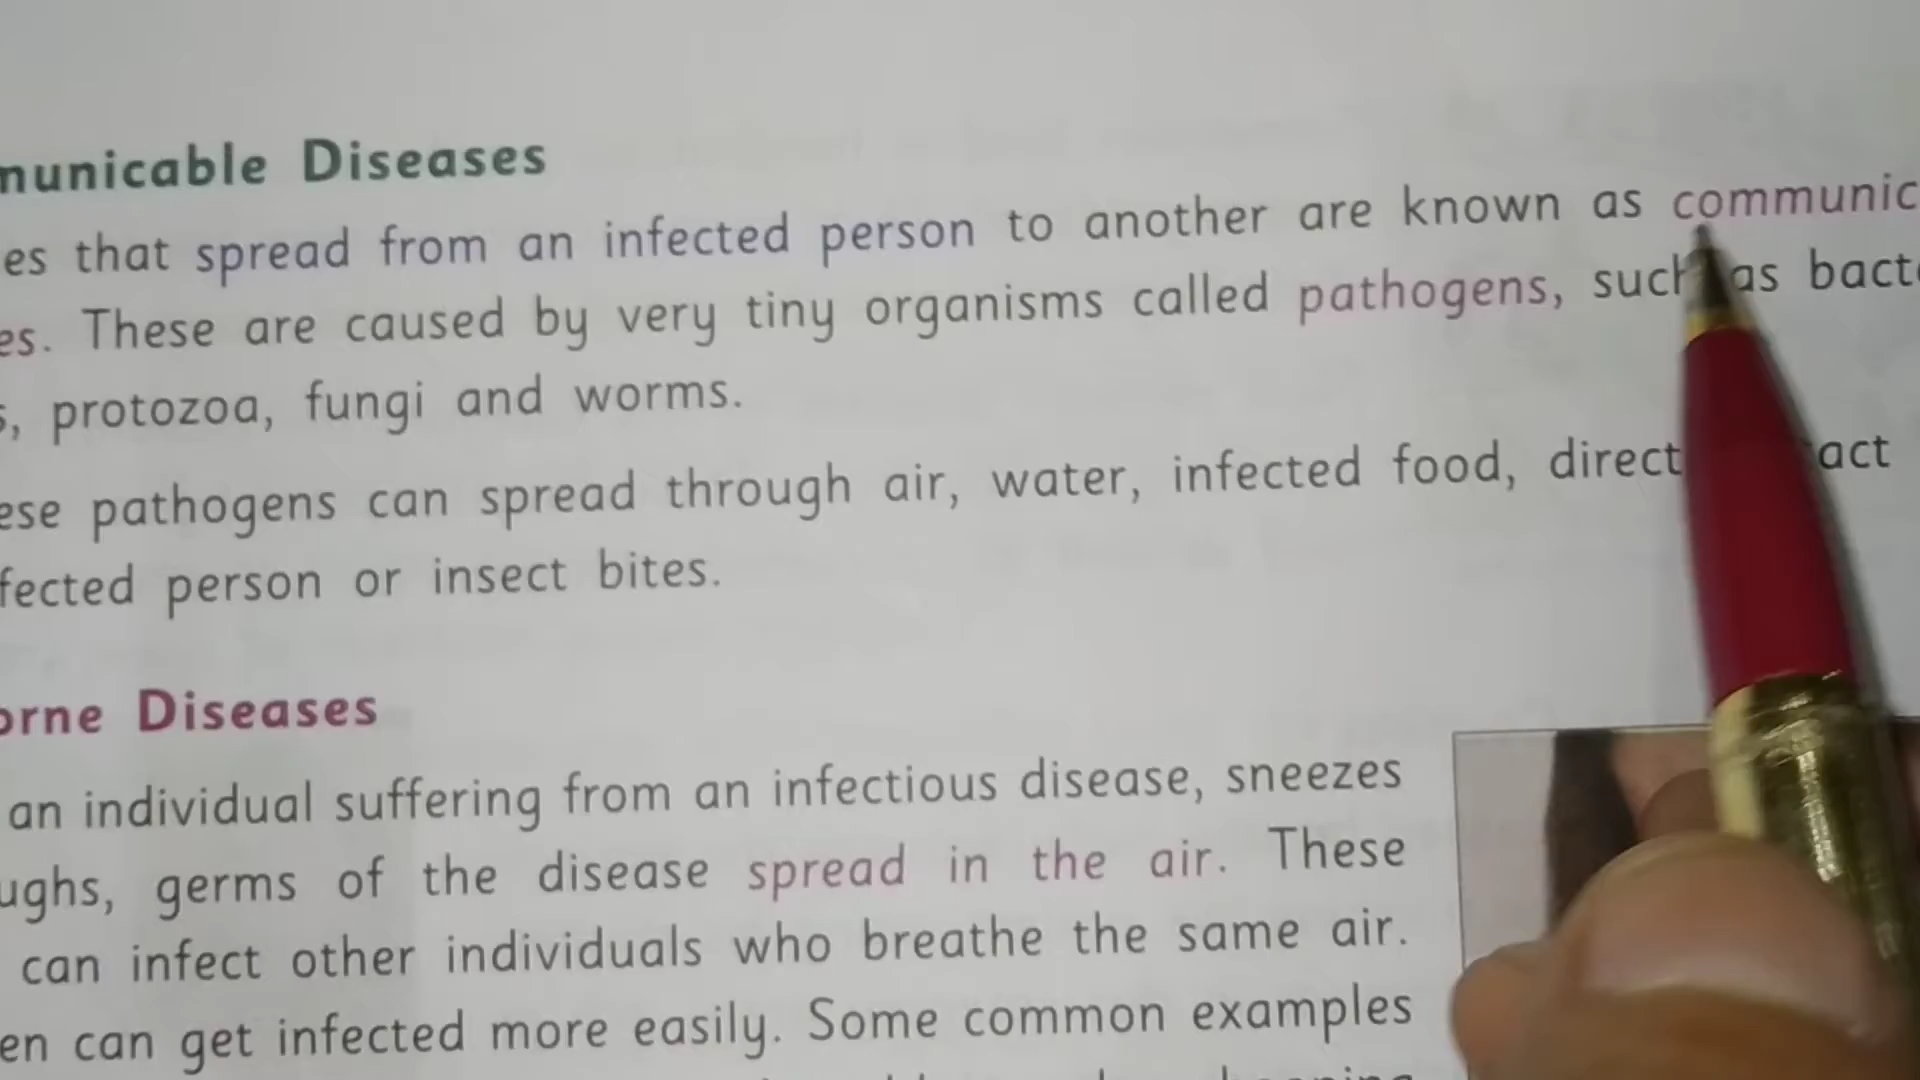 municable Diseases
es that spread from an infected person to another are known as communic
es. These are caused by very tiny organisms called pathogens, such as bact
s, protozoa, fungi and worms.
ese pathogens can spread through air, water, infected food, direct act
fected person or insect bites.
orne Diseases
an individual suffering from an infectious disease, sneezes
ughs, germs of the disease spread in the air. These
can infect other individuals who breathe the same air.
en can get infected more easily. Some common examples